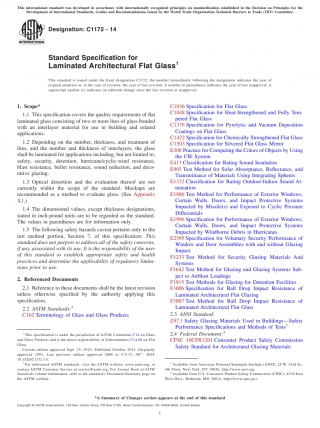 This international standard was developed in accordance with internationally recognized principles on standardization established in the Decision on Principles for the
Development of International Standards, Guides and Recommendations issued by the World Trade Organization Technical Barriers to Trade (TBT) Committee.
Designation: C1172 – 14
INTERNATIONAL
Standard Specification for
Laminated Architectural Flat Glass1
This standard is issued under the fixed designation C1172; the number immediately following the designation indicates the year of
original adoption or, in the case of revision, the year of last revision. A number in parentheses indicates the year of last reapproval. A
superscript epsilon (ε) indicates an editorial change since the last revision or reapproval.
1. Scope*
1.1 This specification covers the quality requirements of flat
laminated glass consisting of two or more lites of glass bonded
with an interlayer material for use in building and related
applications.
1.2 Depending on the number, thickness, and treatment of
lites, and the number and thickness of interlayers, the glass
shall be laminated for applications including, but not limited to,
safety, security, detention, hurricane/cyclic-wind resistance,
blast resistance, bullet resistance, sound reduction, and deco-
rative glazing.
1.3 Optical distortion and the evaluation thereof are not
currently within the scope of the standard. Mockups are
recommended as a method to evaluate glass. (See Appendix
X1.)
1.4 The dimensional values, except thickness designations,
stated in inch-pound units are to be regarded as the standard.
The values in parentheses are for information only.
1.5 The following safety hazards caveat pertains only to the
test method portion, Section 7, of this specification: This
standard does not purport to address all of the safety concerns,
if any, associated with its use. It is the responsibility of the user
of this standard to establish appropriate safety and health
practices and determine the applicability of regulatory limita-
tions prior to use.
2. Referenced Documents
2.1 Reference to these documents shall be the latest revision
unless otherwise specified by the authority applying this
specification.
2.2 ASTM Standards:2
C162 Terminology of Glass and Glass Products
1 This specification is under the jurisdiction of ASTM Committee C14 on Glass
and Glass Products and is the direct responsibility of Subcommittee C14.08 on Flat
Glass.
Current edition approved Sept. 15, 2014. Published October 2014. Originally
approved 1991. Last previous edition approved 2009 as C1172 – 09
10.1520/C1172-14.
2 For referenced ASTM standards, visit the ASTM website, www.astm.org, or
contact ASTM Customer Service at service@astm.org. For Annual Book of ASTM
Standards volume information, refer to the standard's Document Summary page on
the ASTM website.
C1036 Specification for Flat Glass
C1048 Specification for Heat-Strengthened and Fully Tem-
pered Flat Glass
C1376 Specification for Pyrolytic and Vacuum Deposition
Coatings on Flat Glass
C1422 Specification for Chemically Strengthened Flat Glass
C1503 Specification for Silvered Flat Glass Mirror
E308 Practice for Computing the Colors of Objects by Using
the CIE System
E413 Classification for Rating Sound Insulation
E903 Test Method for Solar Absorptance, Reflectance, and
Transmittance of Materials Using Integrating Spheres
E1332 Classification for Rating Outdoor-Indoor Sound At-
tenuation
E1886 Test Method for Performance of Exterior Windows,
Certain Walls, Doors, and Impact Protective Systems
Impacted by Missile(s) and Exposed to Cyclic Pressure
Differentials
E1996 Specification for Performance of Exterior Windows,
Certain Walls, Doors, and Impact Protective Systems
Impacted by Windborne Debris in Hurricanes
E2395 Specification for Voluntary Security Performance of
Window and Door Assemblies with and without Glazing
Impact
F1233 Test Method for Security Glazing Materials And
Systems
F1642 Test Method for Glazing and Glazing Systems Sub-
ject to Airblast Loadings
F1915 Test Methods for Glazing for Detention Facilities
F3006 Specification for Ball Drop Impact Resistance of
Laminated Architectural Flat Glass
F3007 Test Method for Ball Drop Impact Resistance of
Laminated Architectural Flat Glass
2.3 ANSI Standard:
Z97.1 Safety Glazing Materials Used in Buildings—Safety
Performance Specifications and Methods of Tests3
2.4 Federal Document:4
CPSC 16CFR1201 Consumer Product Safety Commission
Safety Standard for Architectural Glazing Materials
3 Available from American National Standards Institute (ANSI), 25 W. 43rd St.,
4th Floor, New York, NY 10036, http://www.ansi.org.
4 Available from U.S. Consumer Product Safety Commission (CPSC), 4330 East
West Hwy., Bethesda, MD 20814, http://www.cpsc.gov.
*A Summary of Changes section appears at the end of this standard
Copyright © ASTM International, 100 Barr Harbor Drive, PO Box C700, West Conshohocken, PA 19428-2959. United States
1